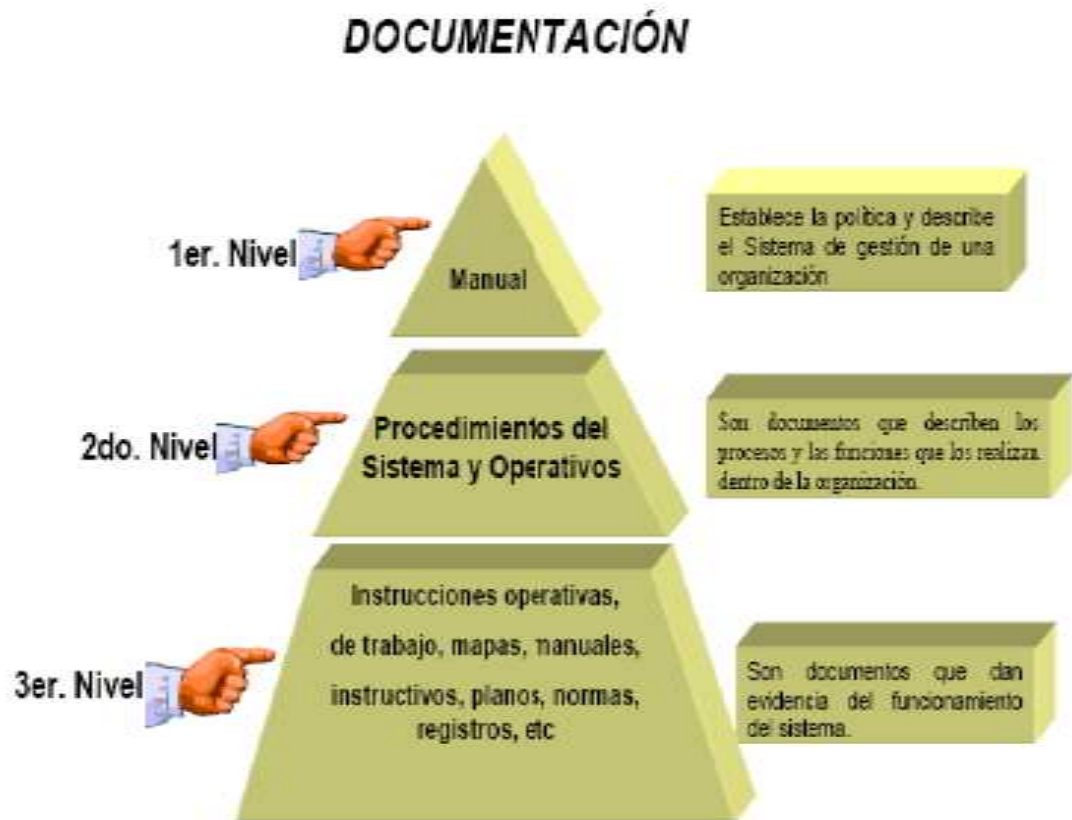 DOCUMENTACIÓN
1er. Nivel
Manual
Establece la política y describe
el Sistema de gestión de una
organización
2do. Nivel
Procedimientos del
Sistema y Operativos
Son documentos que describen los
procesos y las funciones que los realizan
dentro de la organización.
3er. Nivel
Instrucciones operativas,
de trabajo, mapas, manuales,
instructivos, planos, normas,
registros, etc
Son documentos que dan
evidencia del funcionamiento
del sistema.